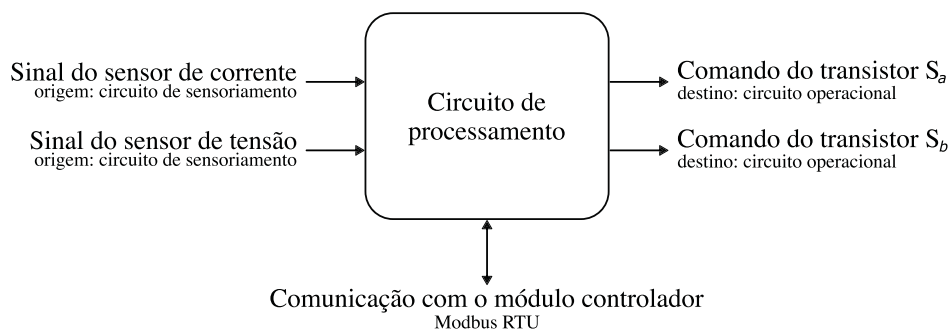 Sinal do sensor de corrente
origem: circuito de sensoriamento
Sinal do sensor de tensão
origem: circuito de sensoriamento
Circuito de
processamento
Comando do transistor Sa
destino: circuito operacional
Comando do transistor Sb
destino: circuito operacional
Comunicação com o módulo controlador
Modbus RTU